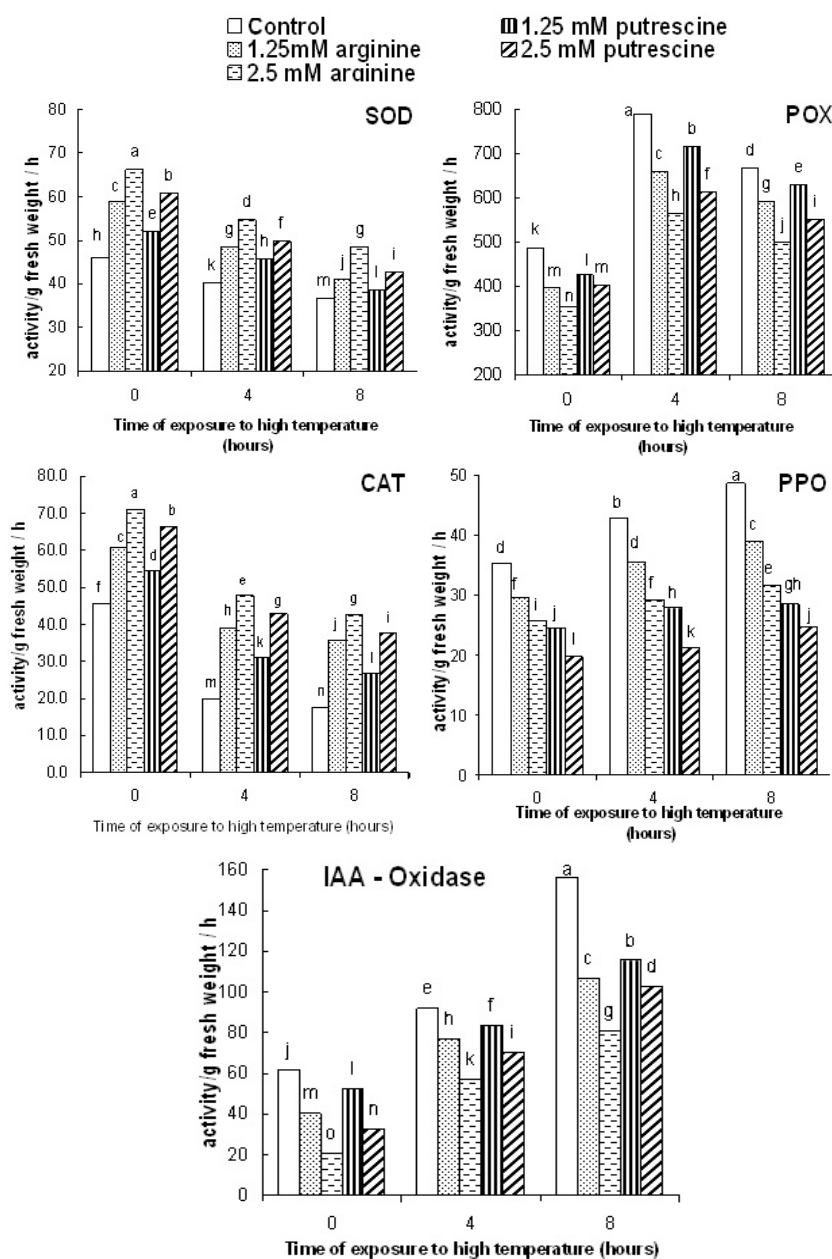 Control
1.25mM arginine
2.5 mM arginine
1.25 mM putrescine
2.5 mM putrescine
SOD
activity/g fresh weight / h
80
70
60
50
40
30
20
h c a e b
k g d h f
m j g l i
0 4 8
Time of exposure to high temperature
(hours)
POX
activity/g fresh weight / h
800
700
600
500
400
300
200
k m n l m
a c h b f
d g j e i
0 4 8
Time of exposure to high temperature
(hours)
CAT
activity/g fresh weight / h
80.0
70.0
60.0
50.0
40.0
30.0
20.0
10.0
0.0
f c a d b
m h e k g
n j g l i
0 4 8
Time of exposure to high temperature (hours)
PPO
activity/g fresh weight / h
50
40
30
20
10
0
d f i j l
b d f h k
a c e gh j
0 4 8
Time of exposure to high temperature
(hours)
IAA - Oxidase
activity/g fresh weight / h
160
140
120
100
80
60
40
20
0
j m o l n
e h k f i
a c g b d
0 4 8
Time of exposure to high temperature (hours)